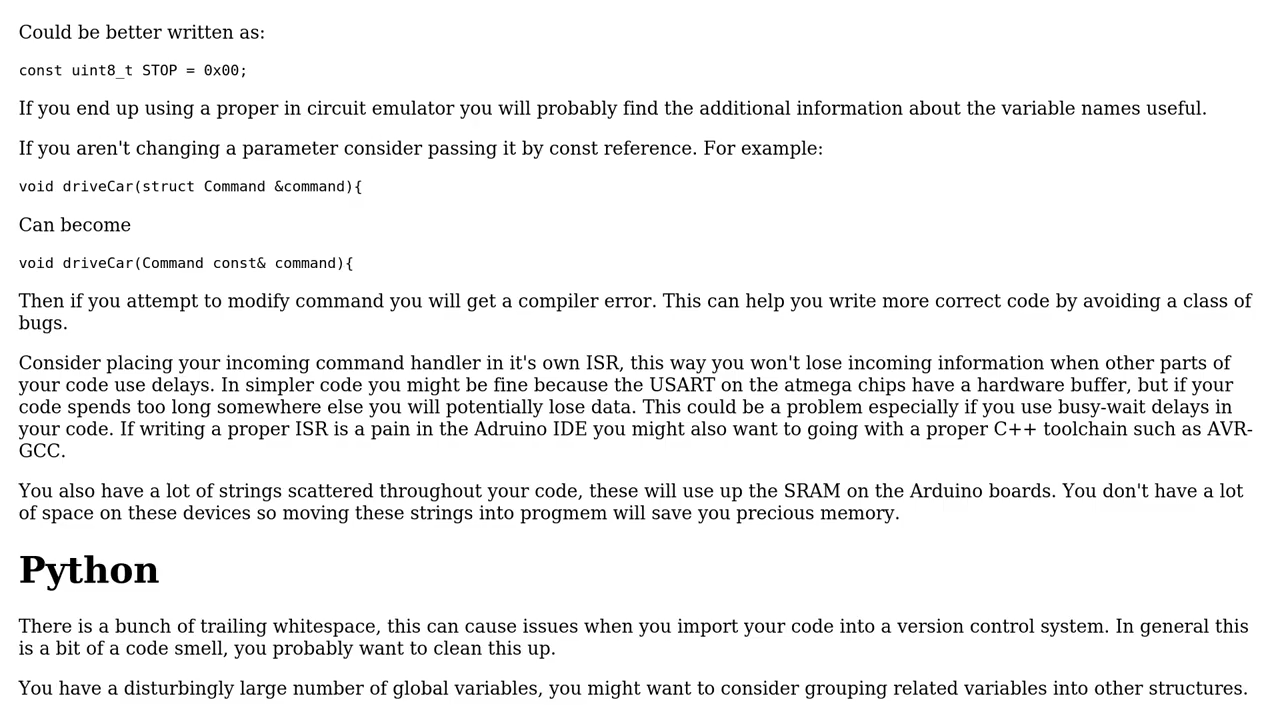 Could be better written as:
const uint8_t STOP = 0x00;
If you end up using a proper in circuit emulator you will probably find the additional information about the variable names useful.
If you aren't changing a parameter consider passing it by const reference. For example:
void driveCar(struct Command &command){
Can become
void driveCar(Command const& command){
Then if you attempt to modify command you will get a compiler error. This can help you write more correct code by avoiding a class of
bugs.
Consider placing your incoming command handler in it's own ISR, this way you won't lose incoming information when other parts of
your code use delays. In simpler code you might be fine because the USART on the atmega chips have a hardware buffer, but if your
code spends too long somewhere else you will potentially lose data. This could be a problem especially if you use busy-wait delays in
your code. If writing a proper ISR is a pain in the Adruino IDE you might also want to going with a proper C++ toolchain such as AVR-
GCC.
You also have a lot of strings scattered throughout your code, these will use up the SRAM on the Arduino boards. You don't have a lot
of space on these devices so moving these strings into progmem will save you precious memory.
Python
There is a bunch of trailing whitespace, this can cause issues when you import your code into a version control system. In general this
is a bit of a code smell, you probably want to clean this up.
You have a disturbingly large number of global variables, you might want to consider grouping related variables into other structures.